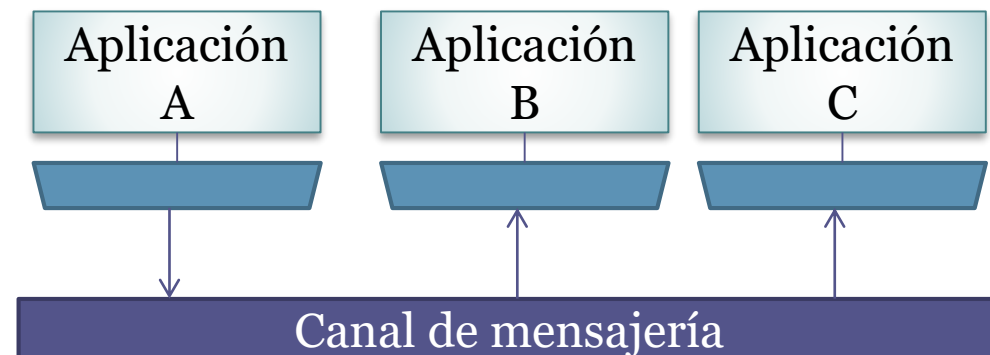 Aplicación
A
Aplicación
B
Aplicación
C
Canal de mensajería